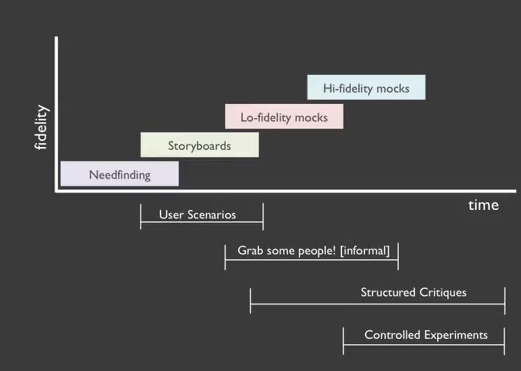 Hi-fidelity mocks
Lo-fidelity mocks
fidelity
Storyboards
Needfinding
time
User Scenarios
Grab some people! [informal]
Structured Critiques
Controlled Experiments